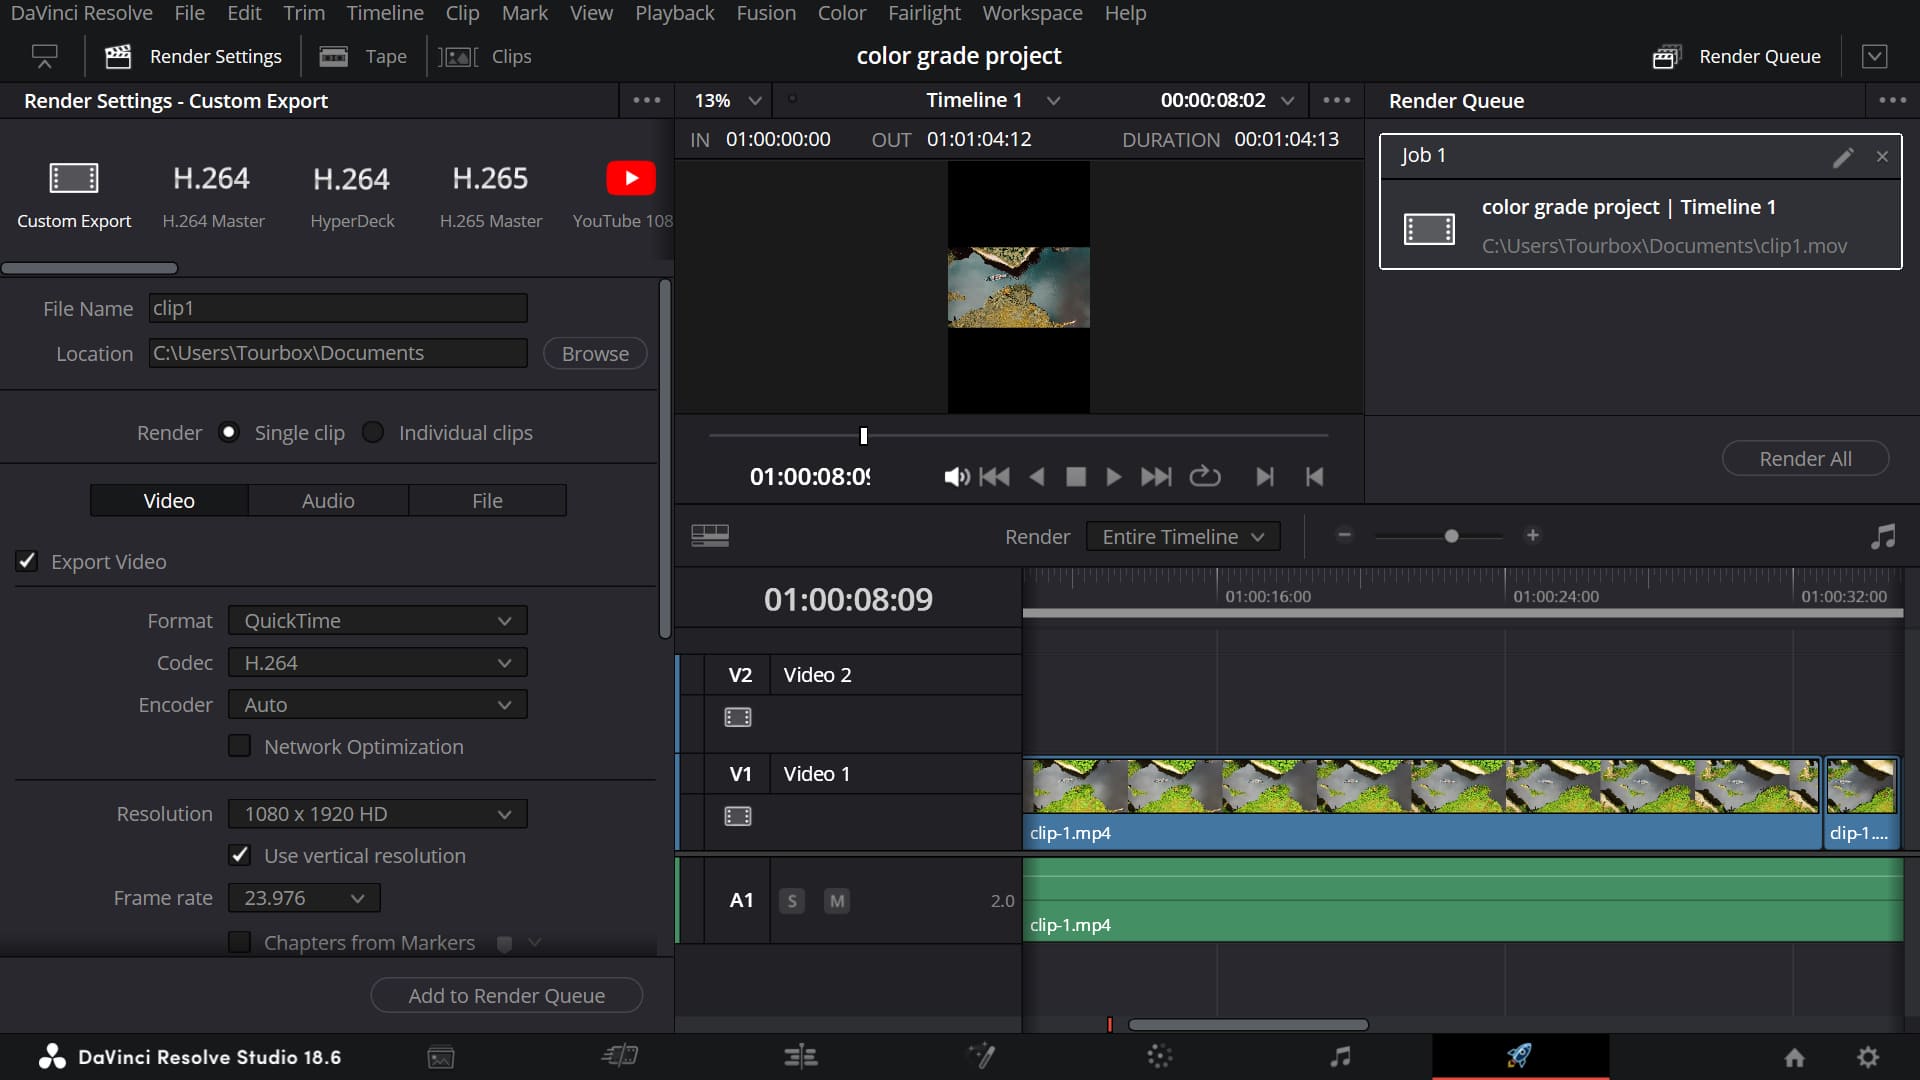 DaVinci Resolve File Edit Trim Timeline Clip Mark View Playback Fusion Color Fairlight Workspace Help
Render Settings Tape Clips color grade project Render Queue
Render Settings - Custom Export 13% Timeline 1 00:00:08:02 Render Queue
IN 01:00:00:00 OUT 01:01:04:12 DURATION 00:01:04:13
H.264 H.264 H.265
Custom Export H.264 Master HyperDeck H.265 Master YouTube 108
Job 1
color grade project | Timeline 1
C:\Users\Tourbox\Documents\clip1.mov
File Name clip1
Location C:\Users\Tourbox\Documents Browse
Render Single clip Individual clips
Video Audio File
Export Video
Format QuickTime
Codec H.264
Encoder Auto
Network Optimization
Resolution 1080 x 1920 HD
Use vertical resolution
Frame rate 23.976
Chapters from Markers
Add to Render Queue
01:00:08:09
Render All
Render Entire Timeline
01:00:08:09
01:00:16:00 01:00:24:00 01:00:32:00
V2 Video 2
V1 Video 1
clip-1.mp4 clip-1....
A1 S M 2.0
clip-1.mp4
DaVinci Resolve Studio 18.6